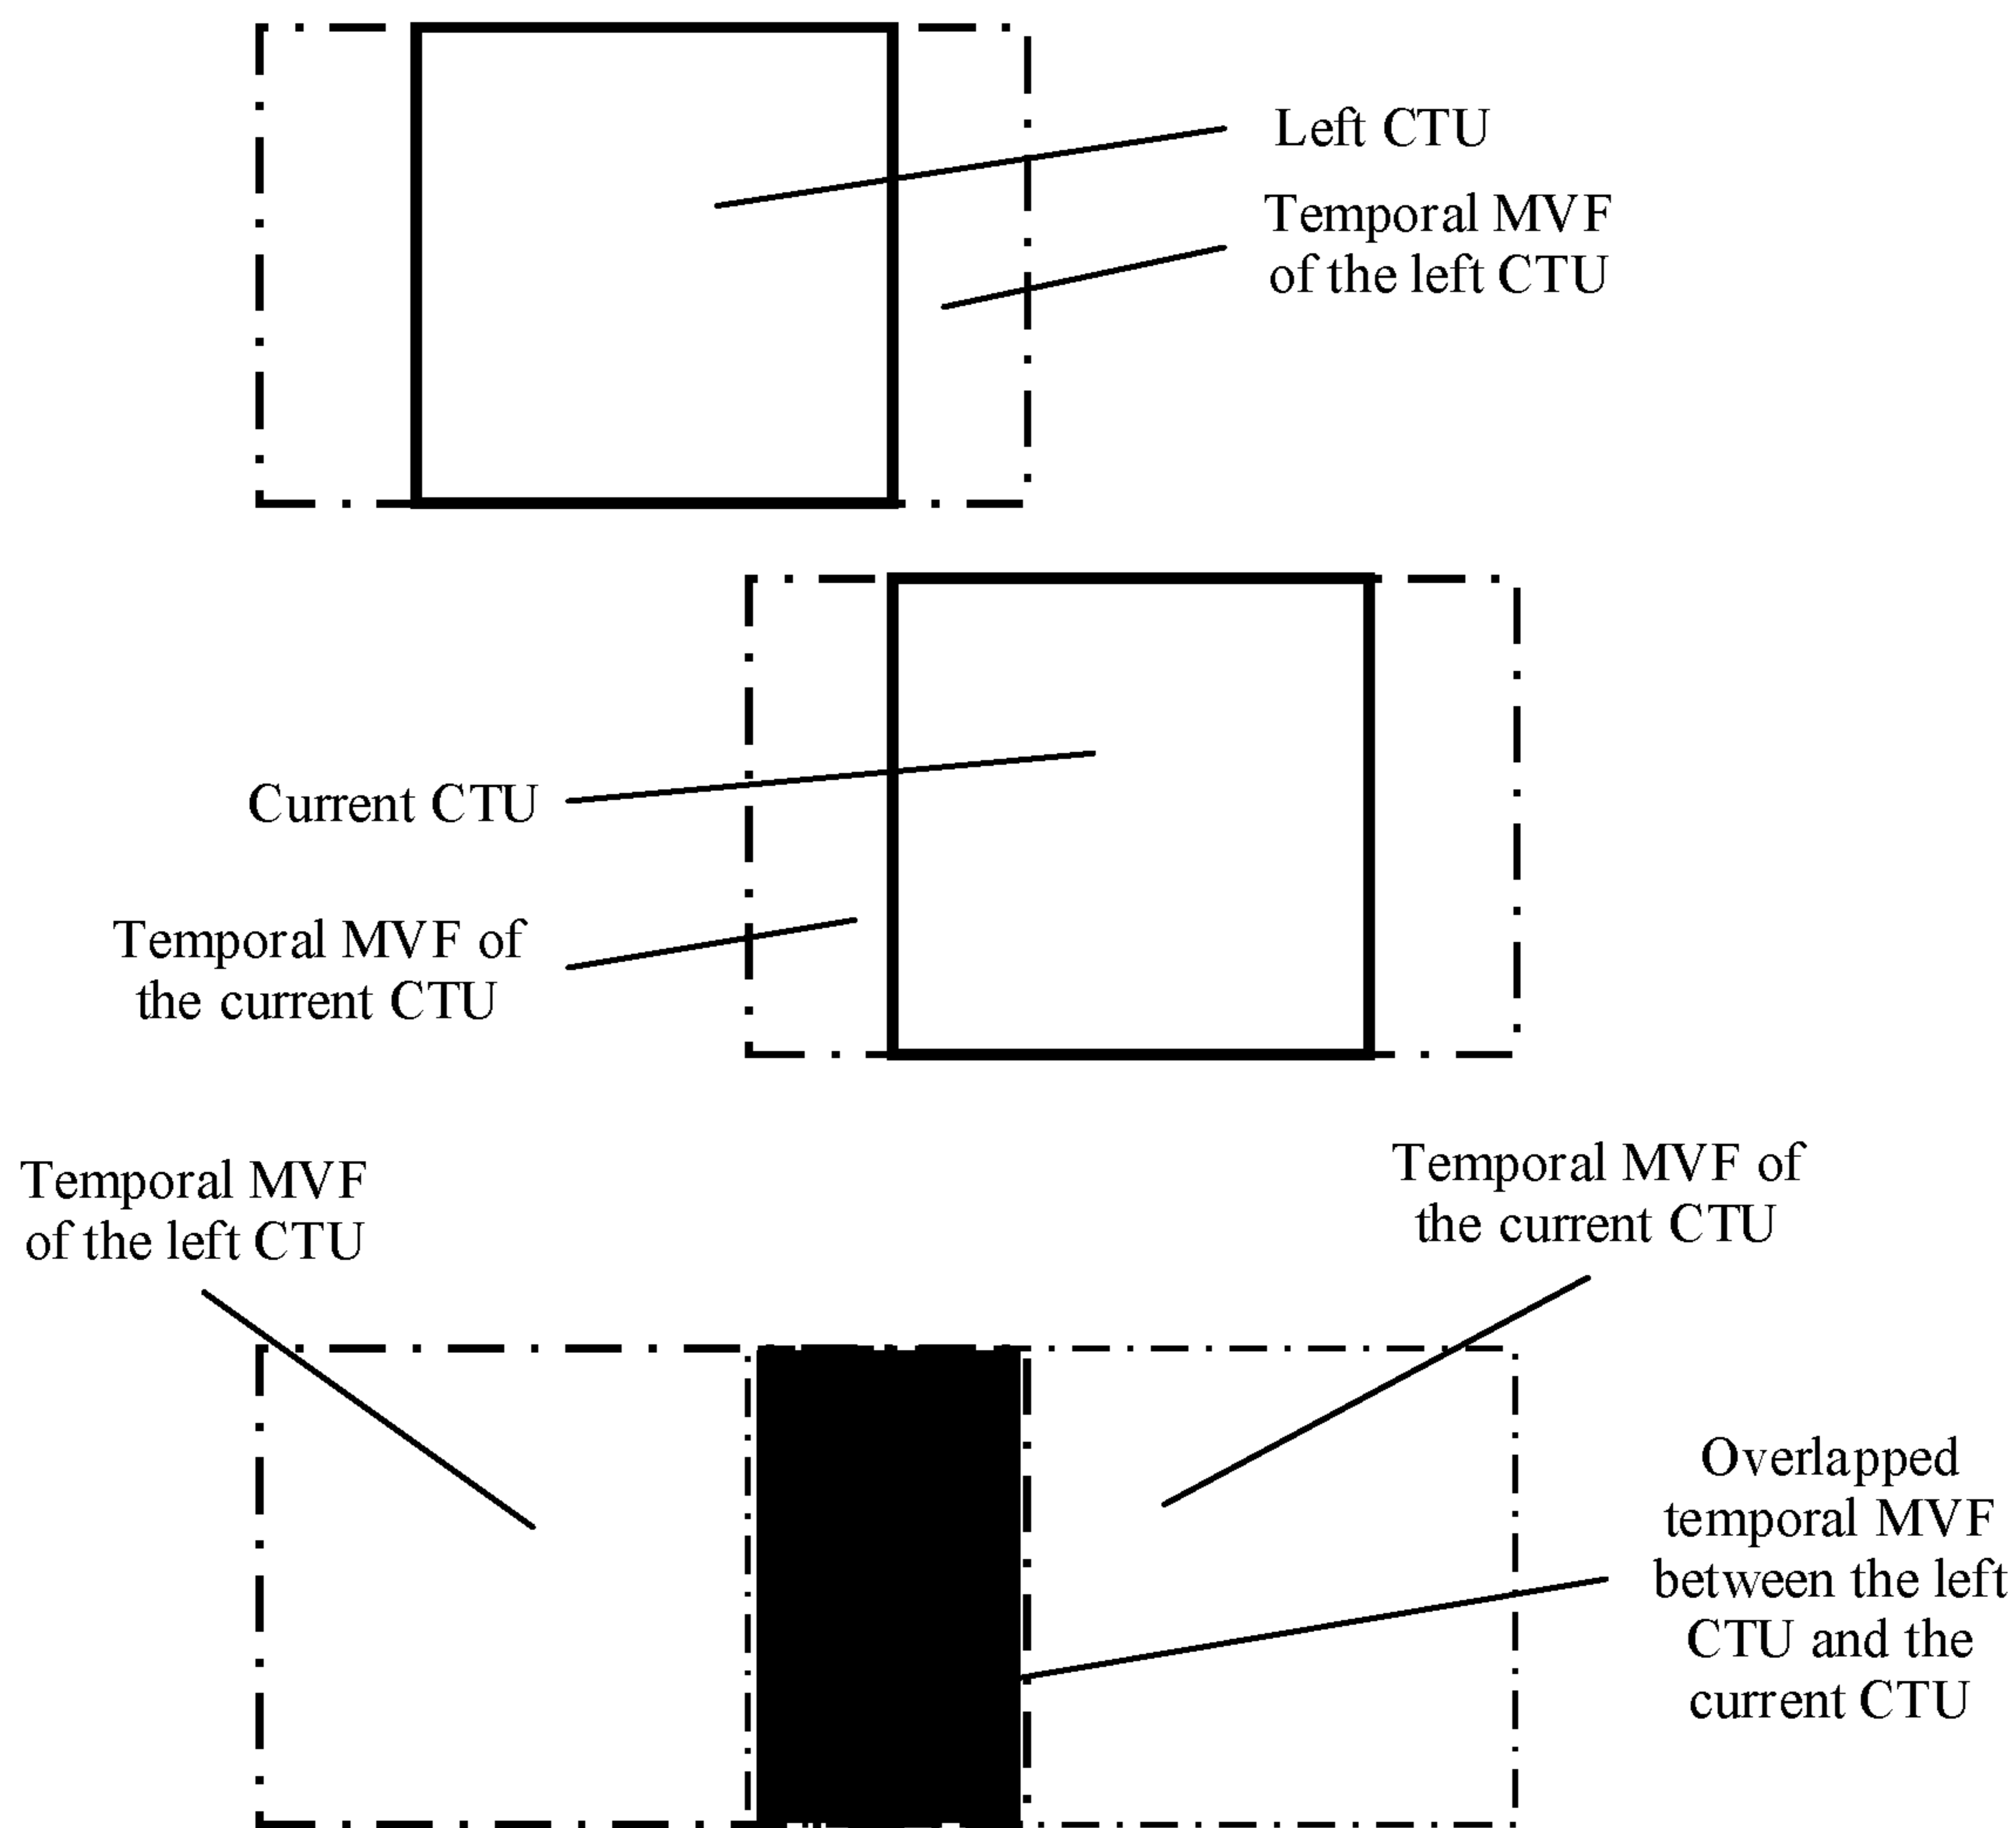 Left CTU
Temporal MVF
of the left CTU
Current CTU
Temporal MVF of
the current CTU
Temporal MVF
of the left CTU
Temporal MVF of
the current CTU
Overlapped
temporal MVF
between the left
CTU and the
current CTU